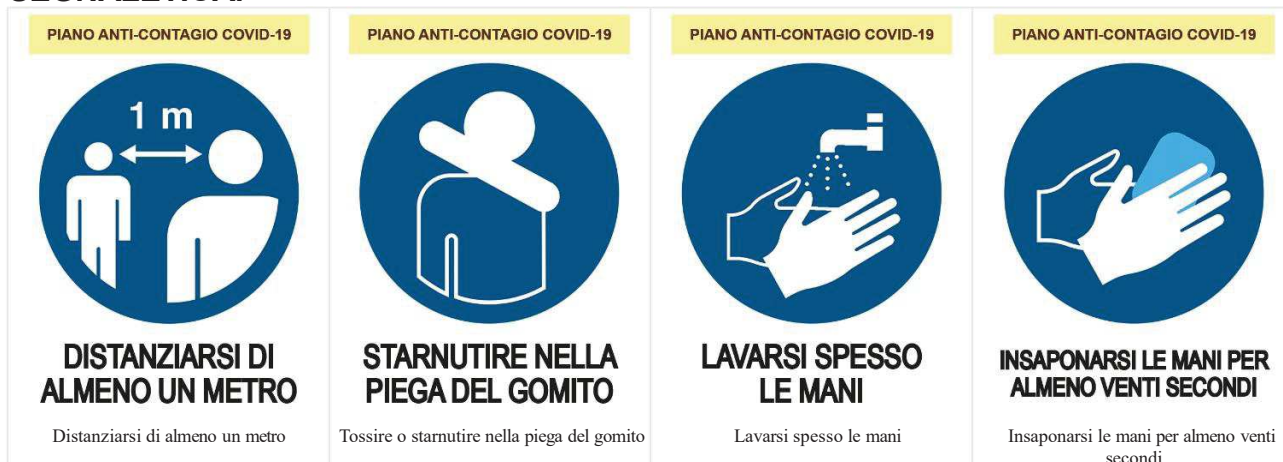 PIANO ANTI-CONTAGIO COVID-19
1 m
DISTANZIARSI DI
ALMENO UN METRO
Distanziarsi di almeno un metro
PIANO ANTI-CONTAGIO COVID-19
STARNUTIRE NELLA
PIEGA DEL GOMITO
Tossire o starnutire nella piega del gomito
PIANO ANTI-CONTAGIO COVID-19
LAVARSI SPESSO
LE MANI
Lavarsi spesso le mani
PIANO ANTI-CONTAGIO COVID-19
INSAPONARSI LE MANI PER
ALMENO VENTI SECONDI
Insaponarsi le mani per almeno venti
secondi